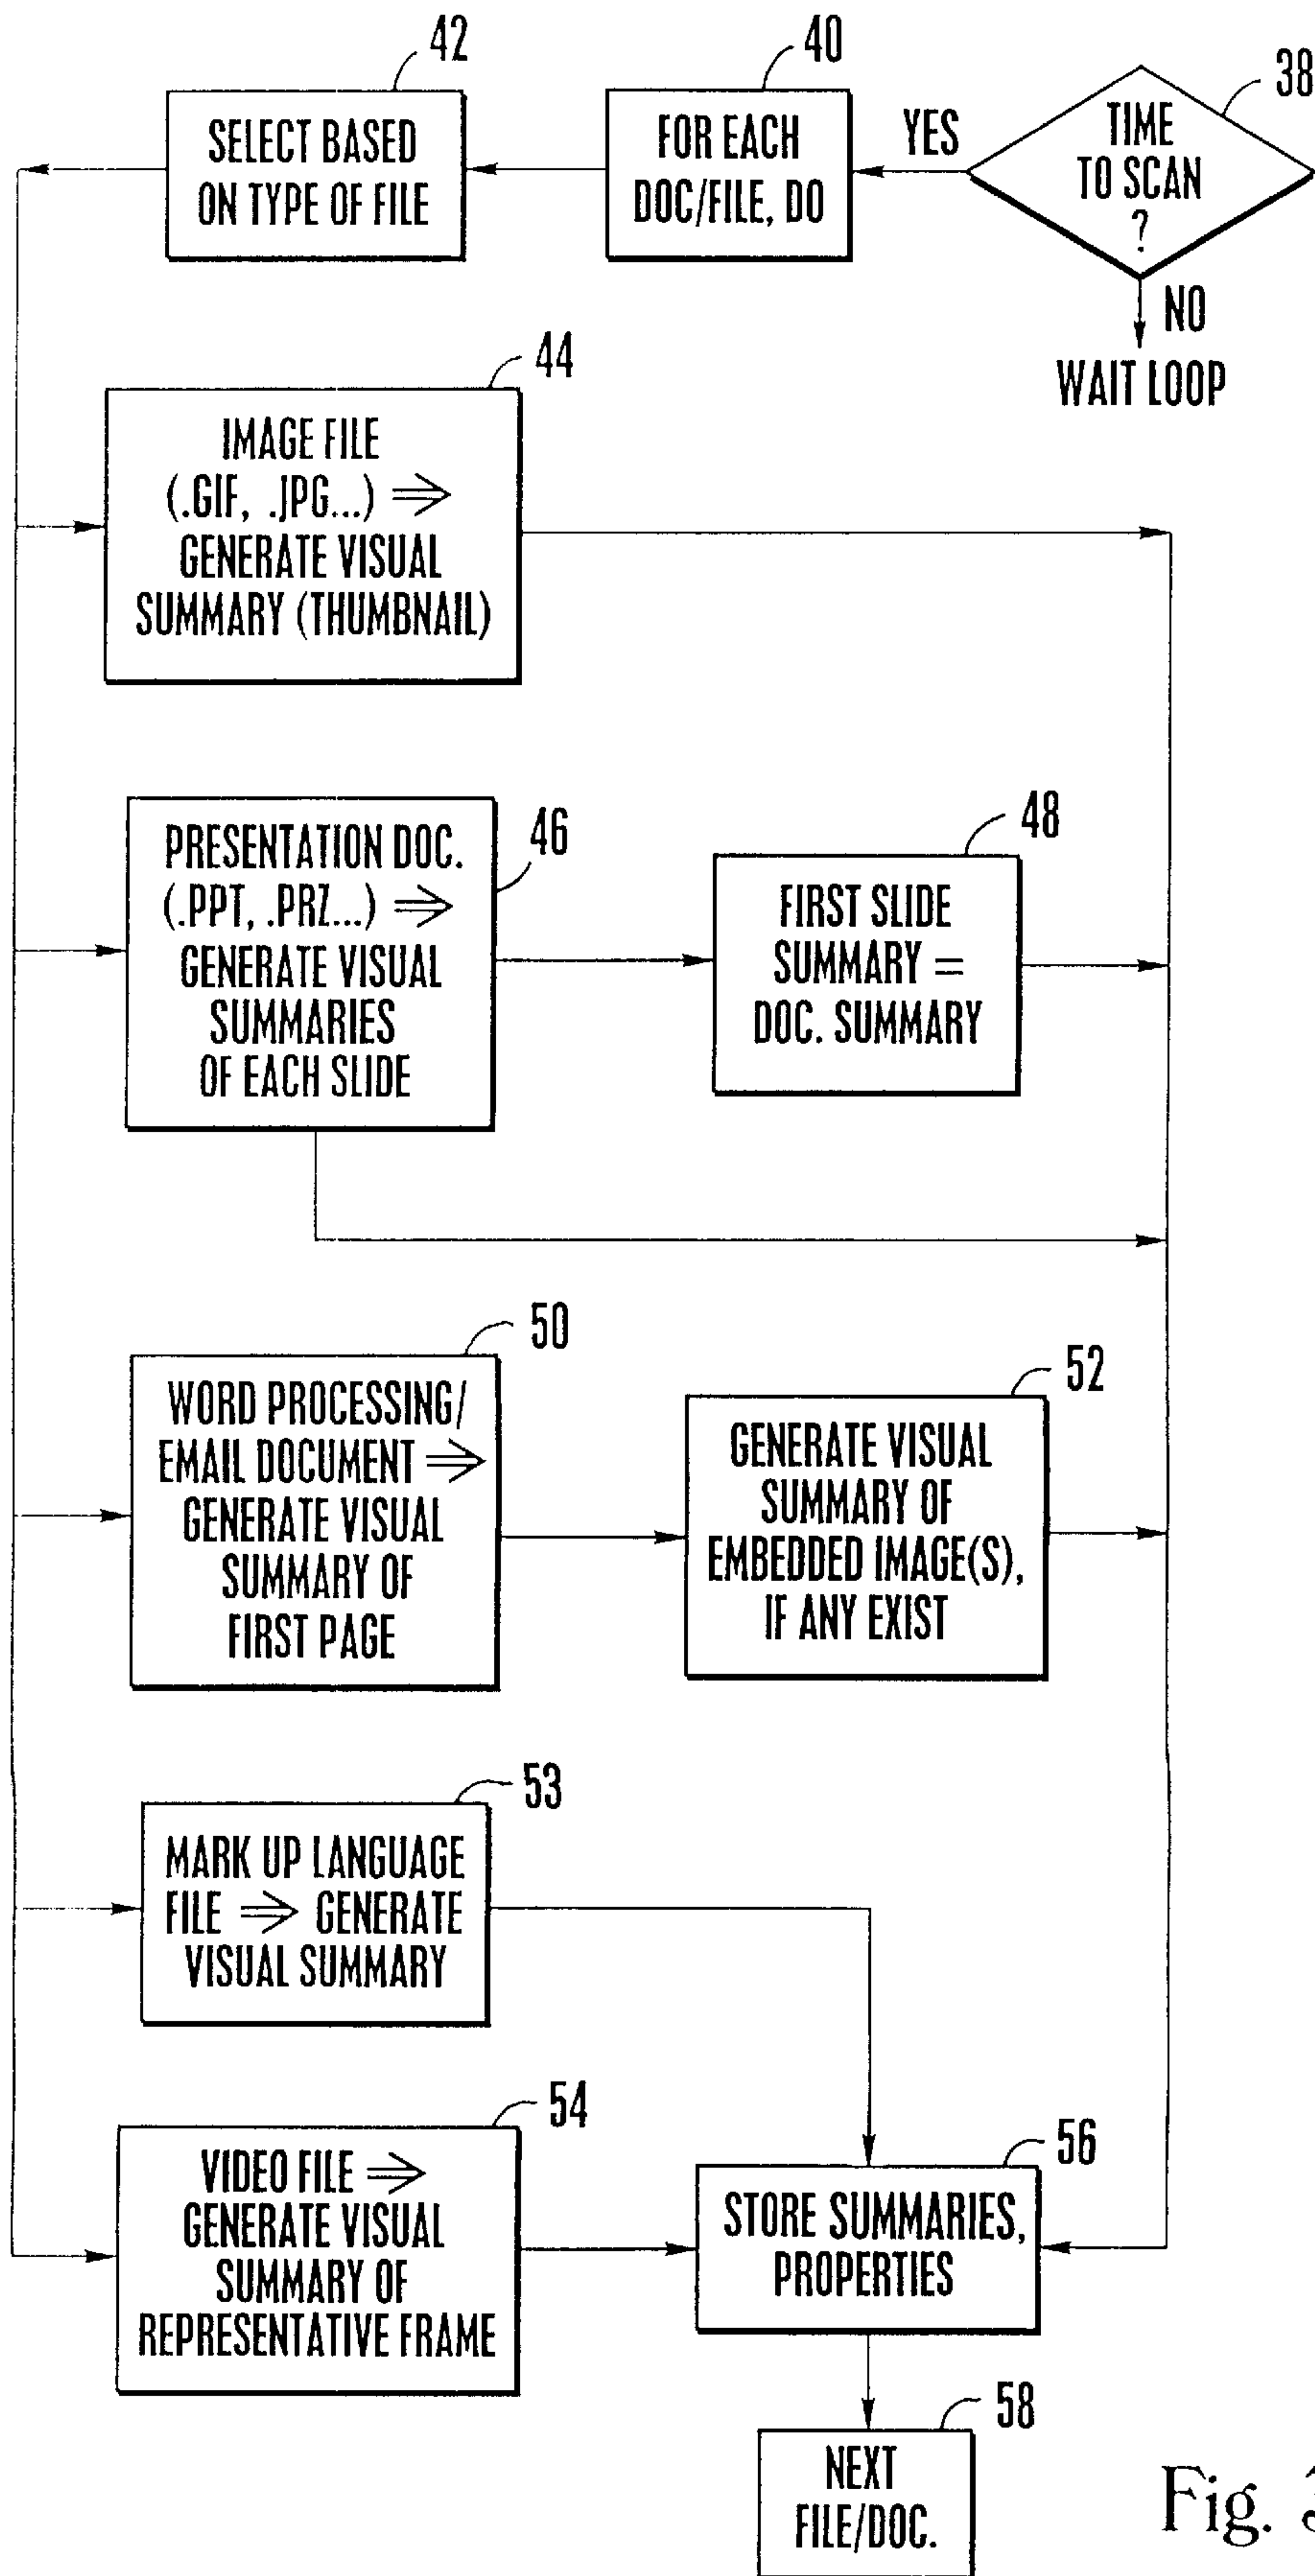 42
40
38
SELECT BASED
ON TYPE OF FILE
FOR EACH
DOC/FILE, DO
YES
TIME
TO SCAN
?
NO
WAIT LOOP
44
IMAGE FILE
(.GIF, .JPG...) ⇒
GENERATE VISUAL
SUMMARY (THUMBNAIL)
46
PRESENTATION DOC.
(.PPT, .PRZ...) ⇒
GENERATE VISUAL
SUMMARIES
OF EACH SLIDE
48
FIRST SLIDE
SUMMARY =
DOC. SUMMARY
50
WORD PROCESSING/
EMAIL DOCUMENT ⇒
GENERATE VISUAL
SUMMARY OF
FIRST PAGE
52
GENERATE VISUAL
SUMMARY OF
EMBEDDED IMAGE(S),
IF ANY EXIST
53
MARK UP LANGUAGE
FILE ⇒ GENERATE
VISUAL SUMMARY
54
VIDEO FILE ⇒
GENERATE VISUAL
SUMMARY OF
REPRESENTATIVE FRAME
56
STORE SUMMARIES,
PROPERTIES
58
NEXT
FILE/DOC.
Fig. 3